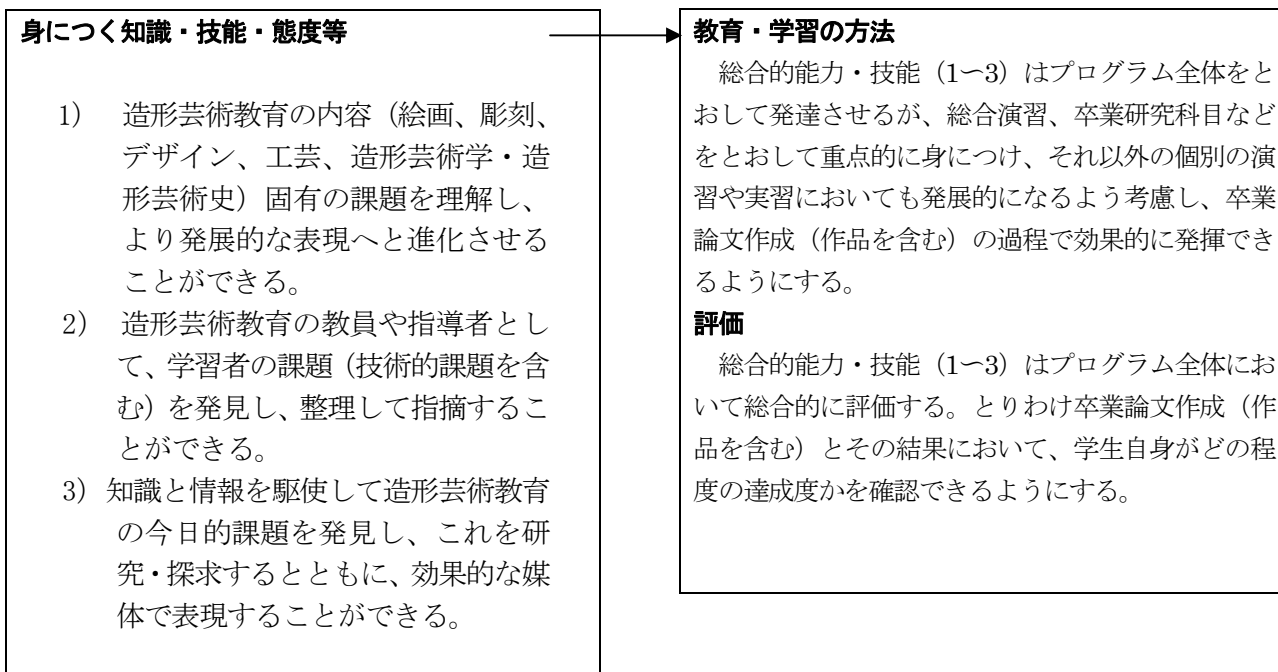 身につく知識・技能・態度等
1) 造形芸術教育の内容（絵画、彫刻、
デザイン、工芸、造形芸術学・造
形芸術史）固有の課題を理解し、
より発展的な表現へと進化させる
ことができる。
2) 造形芸術教育の教員や指導者とし
て、学習者の課題（技術的課題を含
む）を発見し、整理して指摘するこ
とができる。
3) 知識と情報を駆使して造形芸術教育
の今日的課題を発見し、これを研
究・探求するとともに、効果的な媒
体で表現することができる。
教育・学習の方法
総合的能力・技能（1〜3）はプログラム全体をと
おして発達させるが、総合演習、卒業研究科目など
をとおして重点的に身につけ、それ以外の個別の演
習や実習においても発展的になるよう考慮し、卒業
論文作成（作品を含む）の過程で効果的に発揮でき
るようにする。
評価
総合的能力・技能（1〜3）はプログラム全体にお
いて総合的に評価する。とりわけ卒業論文作成（作
品を含む）とその結果において、学生自身がどの程
度の達成度かを確認できるようにする。